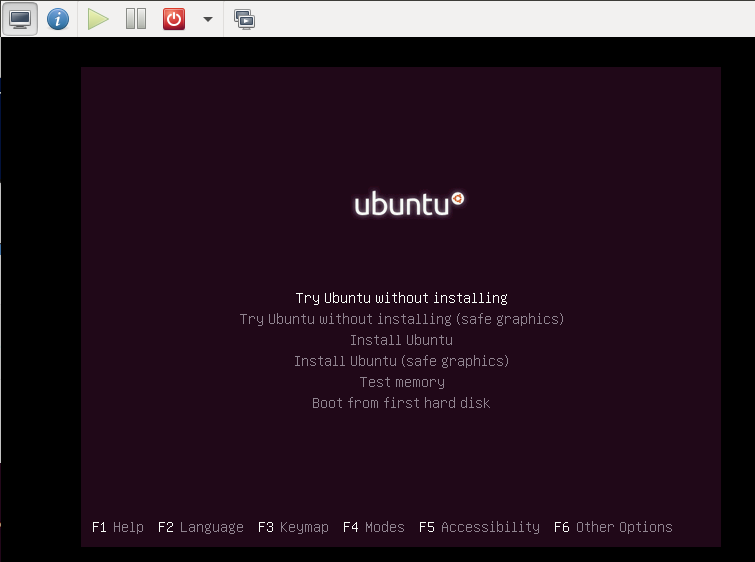 ubuntu
Try Ubuntu without installing
Try Ubuntu without installing (safe graphics)
Install Ubuntu
Install Ubuntu (safe graphics)
Test memory
Boot from first hard disk
F1 Help F2 Language F3 Keymap F4 Modes F5 Accessibility F6 Other Options